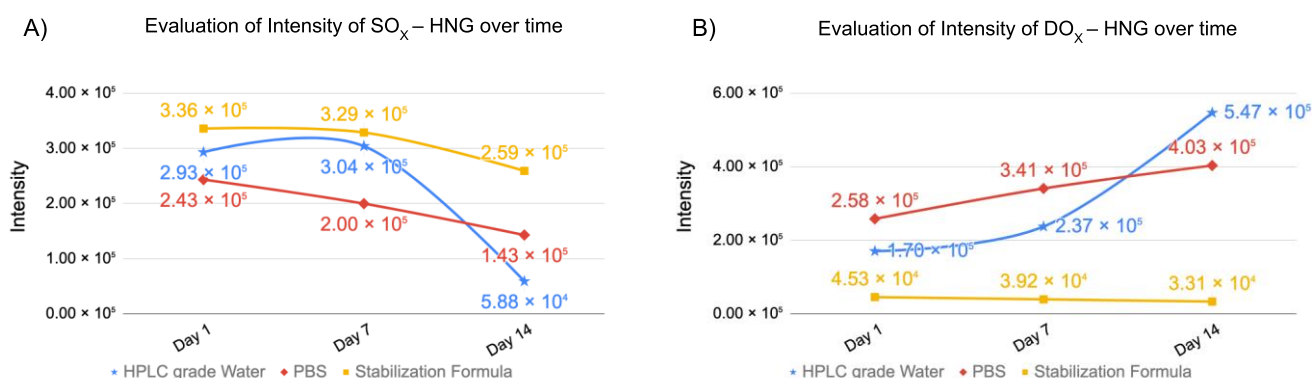 A)
Evaluation of Intensity of SOX – HNG over time
Intensity
4.00 × 10⁵
3.00 × 10⁵
2.00 × 10⁵
1.00 × 10⁵
0.00 × 10⁵
3.36 × 10⁵
3.29 × 10⁵
2.59 × 10⁵
2.93 × 10⁵
3.04 × 10⁵
5.88 × 10⁴
2.43 × 10⁵
2.00 × 10⁵
1.43 × 10⁵
Day 1
Day 7
Day 14
HPLC grade Water
PBS
Stabilization Formula
B)
Evaluation of Intensity of DOX – HNG over time
Intensity
6.00 × 10⁵
4.00 × 10⁵
2.00 × 10⁵
0.00 × 10⁵
5.47 × 10⁵
4.03 × 10⁵
3.41 × 10⁵
2.58 × 10⁵
1.70 × 10⁵
2.37 × 10⁵
4.53 × 10⁴
3.92 × 10⁴
3.31 × 10⁴
Day 1
Day 7
Day 14
HPLC grade Water
PBS
Stabilization Formula